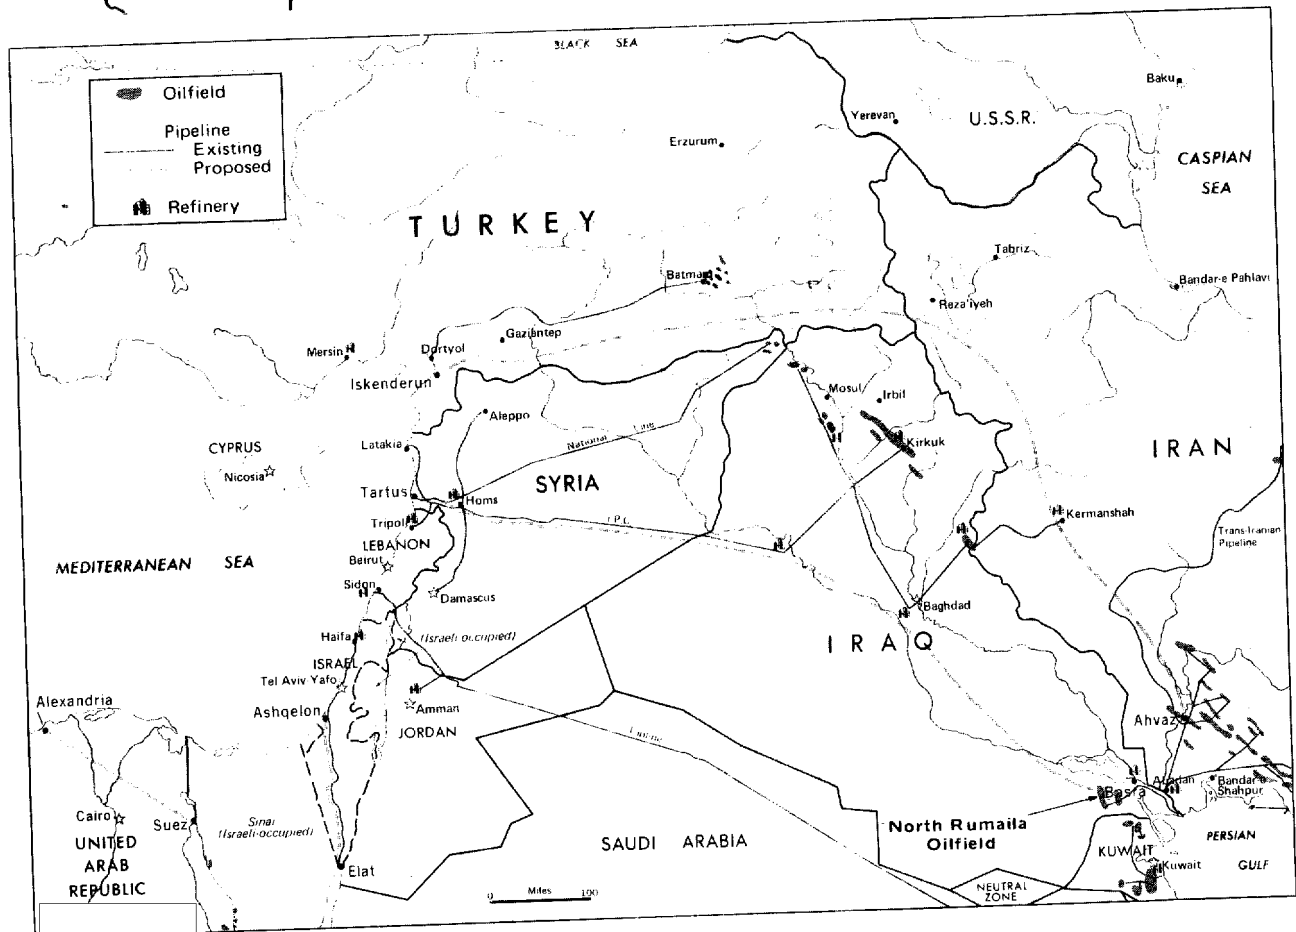 BLACK SEA
Oilfield
Pipeline
Existing
Proposed
Refinery
Baku
Yerevan
U.S.S.R.
Erzurum
CASPIAN
SEA
TURKEY
Tabriz
Batman
Bandar-e Pahlavi
Reza'iyeh
Gaziantep
Dortyol
Mersin
Iskenderun
Mosul
Irbil
Aleppo
National Line
Latakia
Kirkuk
IRAN
CYPRUS
Nicosia
SYRIA
Tartus
Homs
Kermanshah
I.P.C.
Tripoli
Trans-Iranian
Pipeline
LEBANON
Beirut
MEDITERRANEAN SEA
Sidon
Damascus
Baghdad
Haifa
(Israeli occupied)
IRAQ
ISRAEL
Tel Aviv Yafo
Alexandria
Amman
Ashqelon
Ahvaz
JORDAN
Abadan
Bandar-e
Shahpur
Basra
Cairo
Suez
Sinai
(Israeli-occupied)
North Rumaila
Oilfield
UNITED
ARAB
REPUBLIC
SAUDI ARABIA
PERSIAN
GULF
KUWAIT
Kuwait
Elat
NEUTRAL
ZONE
Miles
0 100